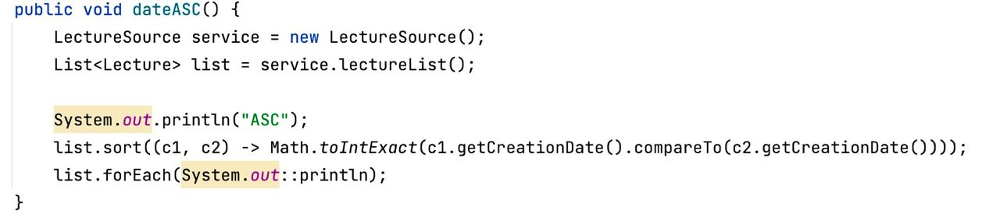 public void dateASC() {
LectureSource service = new LectureSource();
List<Lecture> list = service.lectureList();
System.out.println("ASC");
list.sort((c1, c2) -> Math.toIntExact(c1.getCreationDate().compareTo(c2.getCreationDate())));
list.forEach(System.out::println);
}